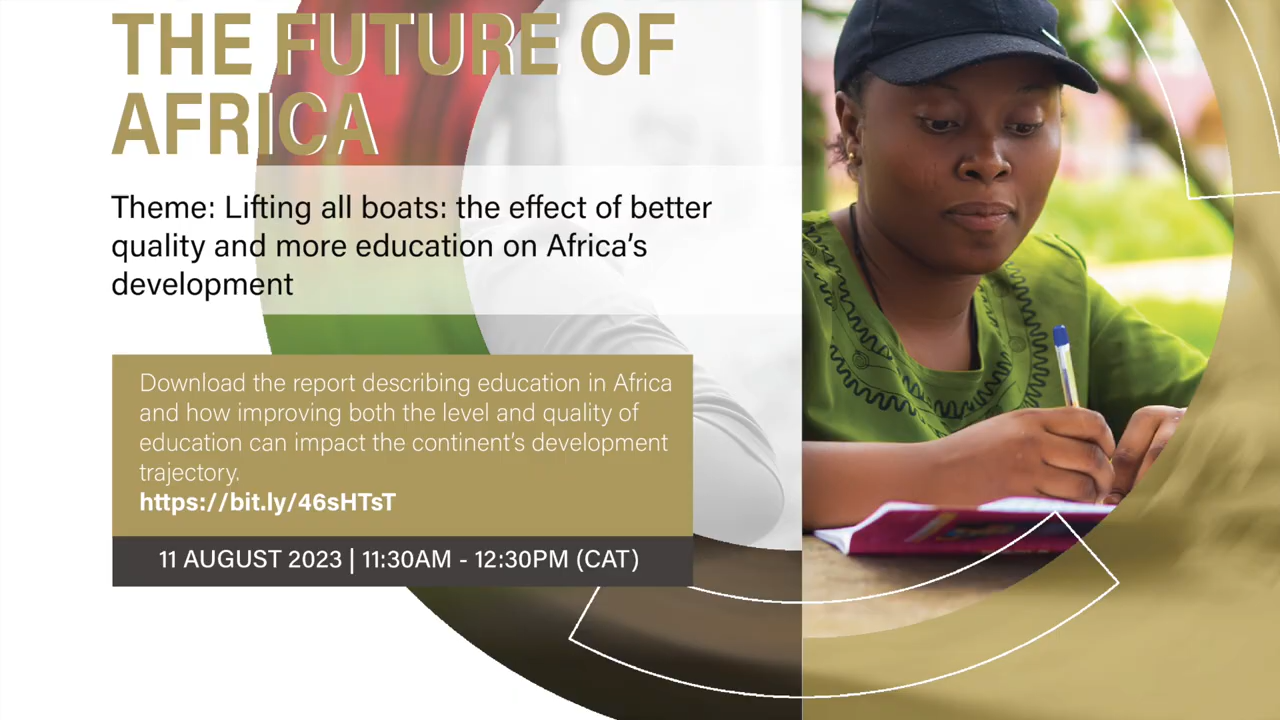 THE FUTURE OF
AFRICA
Theme: Lifting all boats: the effect of better
quality and more education on Africa's
development
Download the report describing education in Africa
and how improving both the level and quality of
education can impact the continent's development
trajectory.
https://bit.ly/46sHTsT
11 AUGUST 2023 | 11:30AM - 12:30PM (CAT)